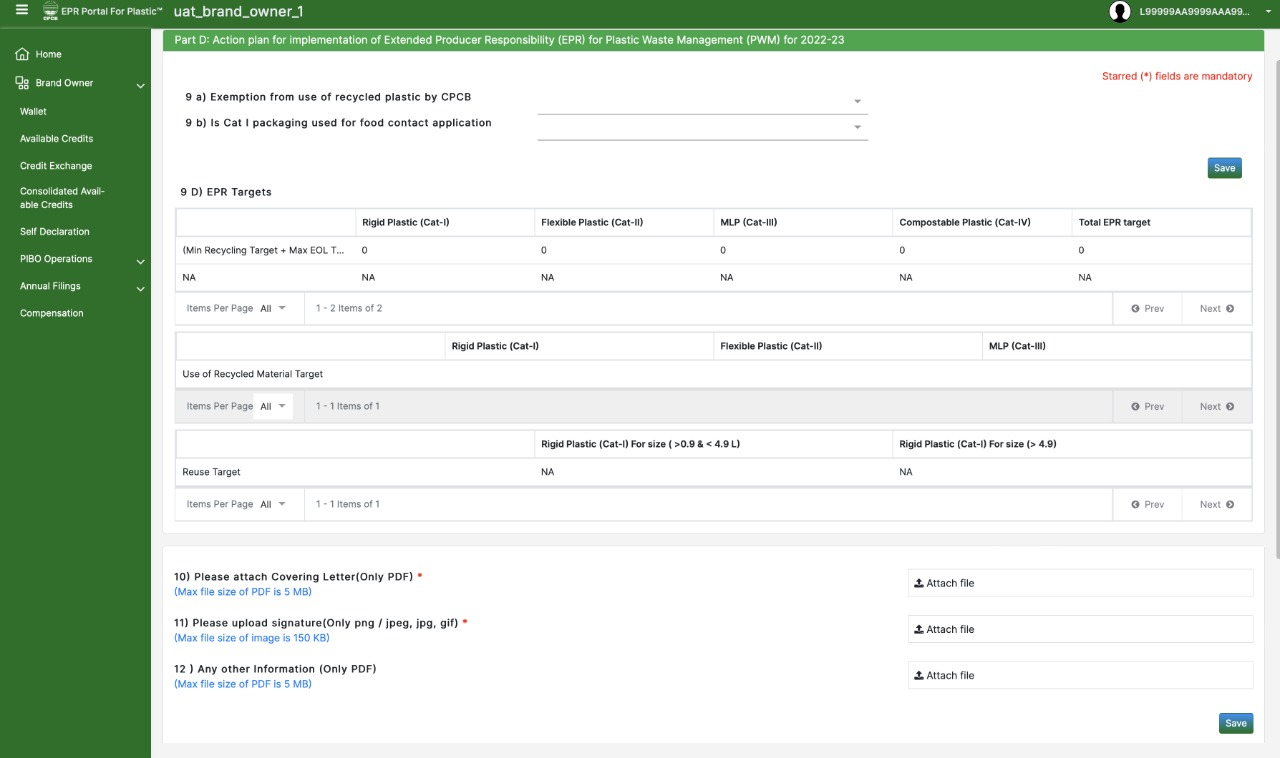 EPR Portal For Plastic™ uat_brand_owner_1 L99999AA9999AAA99...
CPCB
Home
Brand Owner
Wallet
Available Credits
Credit Exchange
Consolidated Avail-
able Credits
Self Declaration
PIBO Operations
Annual Filings
Compensation
Part D: Action plan for implementation of Extended Producer Responsibility (EPR) for Plastic Waste Management (PWM) for 2022-23
Starred (*) fields are mandatory
9 a) Exemption from use of recycled plastic by CPCB
9 b) Is Cat I packaging used for food contact application
Save
9 D) EPR Targets
Rigid Plastic (Cat-I) Flexible Plastic (Cat-II) MLP (Cat-III) Compostable Plastic (Cat-IV) Total EPR target
(Min Recycling Target + Max EOL T... 0 0 0 0 0
NA NA NA NA NA NA
Items Per Page All 1 - 2 Items of 2 Prev Next
Rigid Plastic (Cat-I) Flexible Plastic (Cat-II) MLP (Cat-III)
Use of Recycled Material Target
Items Per Page All 1 - 1 Items of 1 Prev Next
Rigid Plastic (Cat-I) For size ( >0.9 & < 4.9 L) Rigid Plastic (Cat-I) For size (> 4.9)
Reuse Target NA NA
Items Per Page All 1 - 1 Items of 1 Prev Next
10) Please attach Covering Letter(Only PDF) * Attach file
(Max file size of PDF is 5 MB)
11) Please upload signature(Only png / jpeg, jpg, gif) * Attach file
(Max file size of image is 150 KB)
12 ) Any other Information (Only PDF) Attach file
(Max file size of PDF is 5 MB)
Save